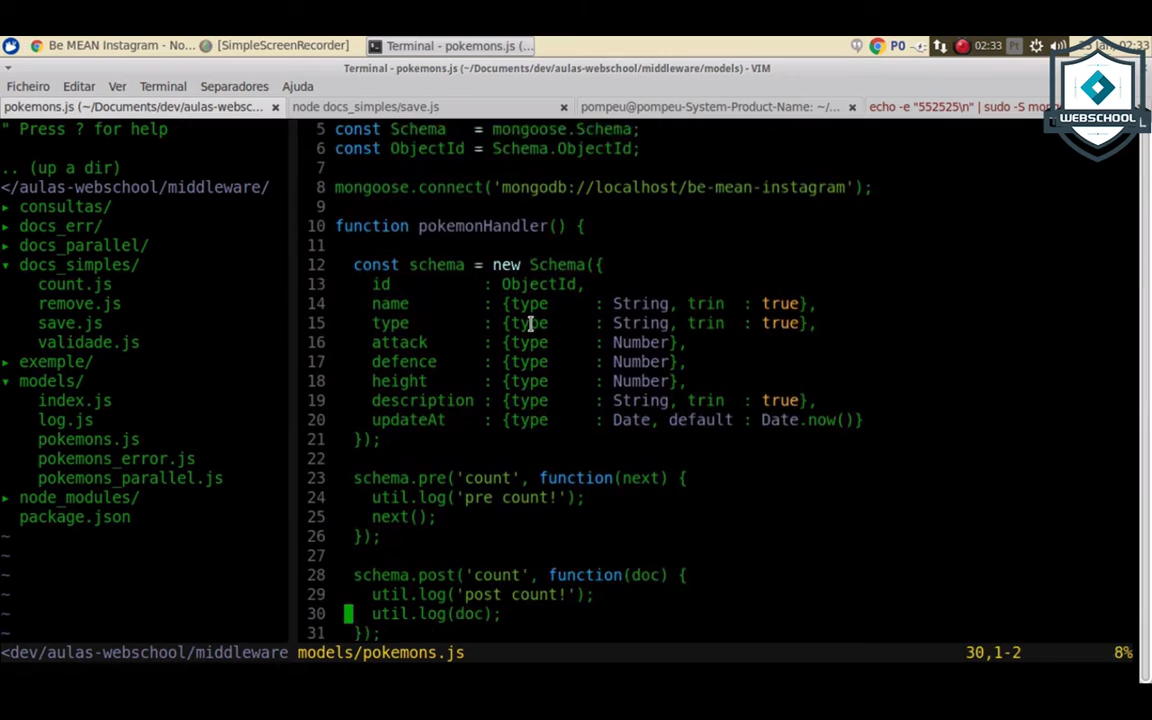 Be MEAN Instagram - No...
[SimpleScreenRecorder]
Terminal - pokemons.js (...
PO
02:33
Pt
Terminal - pokemons.js (~/Documents/dev/aulas-webschool/middleware/models) - VIM
Ficheiro Editar Ver Terminal Separadores Ajuda
WEBSCHOOL
pokemons.js (~/Documents/dev/aulas-websc...
node docs_simples/save.js
pompeu@pompeu-System-Product-Name: ~/...
echo -e "552525\n" | sudo -S mon
" Press ? for help
.. (up a dir)
</aulas-webschool/middleware/
▸ consultas/
▸ docs_err/
▸ docs_parallel/
▾ docs_simples/
count.js
remove.js
save.js
validade.js
▸ exemple/
▾ models/
index.js
log.js
pokemons.js
pokemons_error.js
pokemons_parallel.js
▸ node_modules/
package.json
~
~
~
~
~
~
5 const Schema   = mongoose.Schema;
6 const ObjectId = Schema.ObjectId;
7
8 mongoose.connect('mongodb://localhost/be-mean-instagram');
9
10 function pokemonHandler() {
11
12   const schema = new Schema({
13     id          : ObjectId,
14     name        : {type     : String, trin  : true},
15     type        : {type     : String, trin  : true},
16     attack      : {type     : Number},
17     defence     : {type     : Number},
18     height      : {type     : Number},
19     description : {type     : String, trin  : true},
20     updateAt    : {type     : Date, default : Date.now()}
21   });
22
23   schema.pre('count', function(next) {
24     util.log('pre count!');
25     next();
26   });
27
28   schema.post('count', function(doc) {
29     util.log('post count!');
30     util.log(doc);
31   });
<dev/aulas-webschool/middleware models/pokemons.js 30,1-2 8%